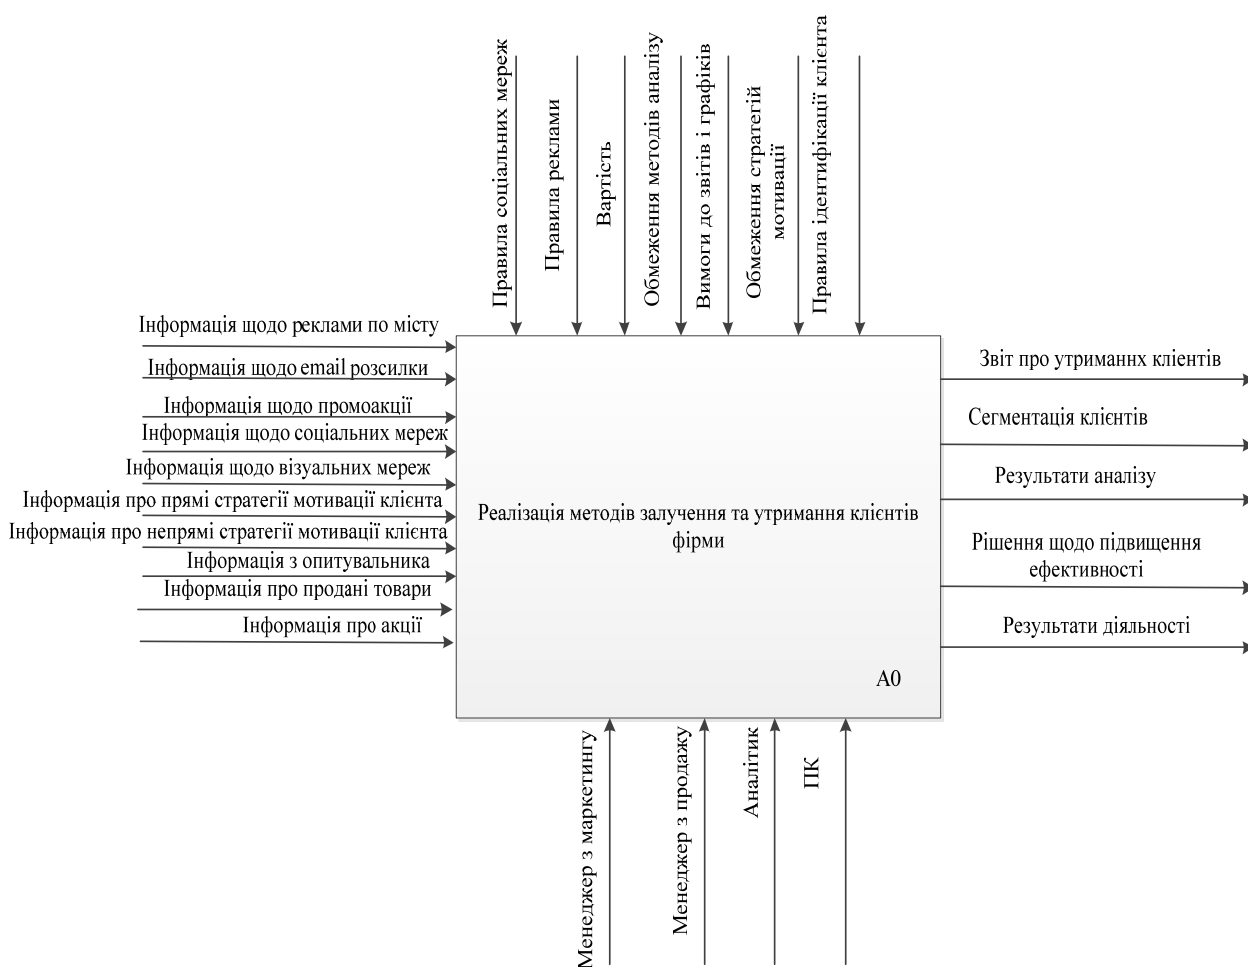 Правила соціальних мереж
Правила реклами
Вартість
Обмеження методів аналізу
Вимоги до звітів і графіків
Обмеження стратегій
мотивації
Правила ідентифікації клієнта
Інформація щодо реклами по місту
Інформація щодо email розсилки
Інформація щодо промоакції
Інформація щодо соціальних мереж
Інформація щодо візуальних мереж
Інформація про прямі стратегії мотивації клієнта
Інформація про непрямі стратегії мотивації клієнта
Інформація з опитувальника
Інформація про продані товари
Інформація про акції
Реалізація методів залучення та утримання клієнтів
фірми
А0
Звіт про утриманнх кліентів
Сегментація клієнтів
Результати аналізу
Рішення щодо підвищення
ефективності
Результати діяльності
Менеджер з маркетингу
Менеджер з продажу
Аналітик
ПК